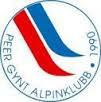 PEER GYNT ALPINKLUBB • 1990 •